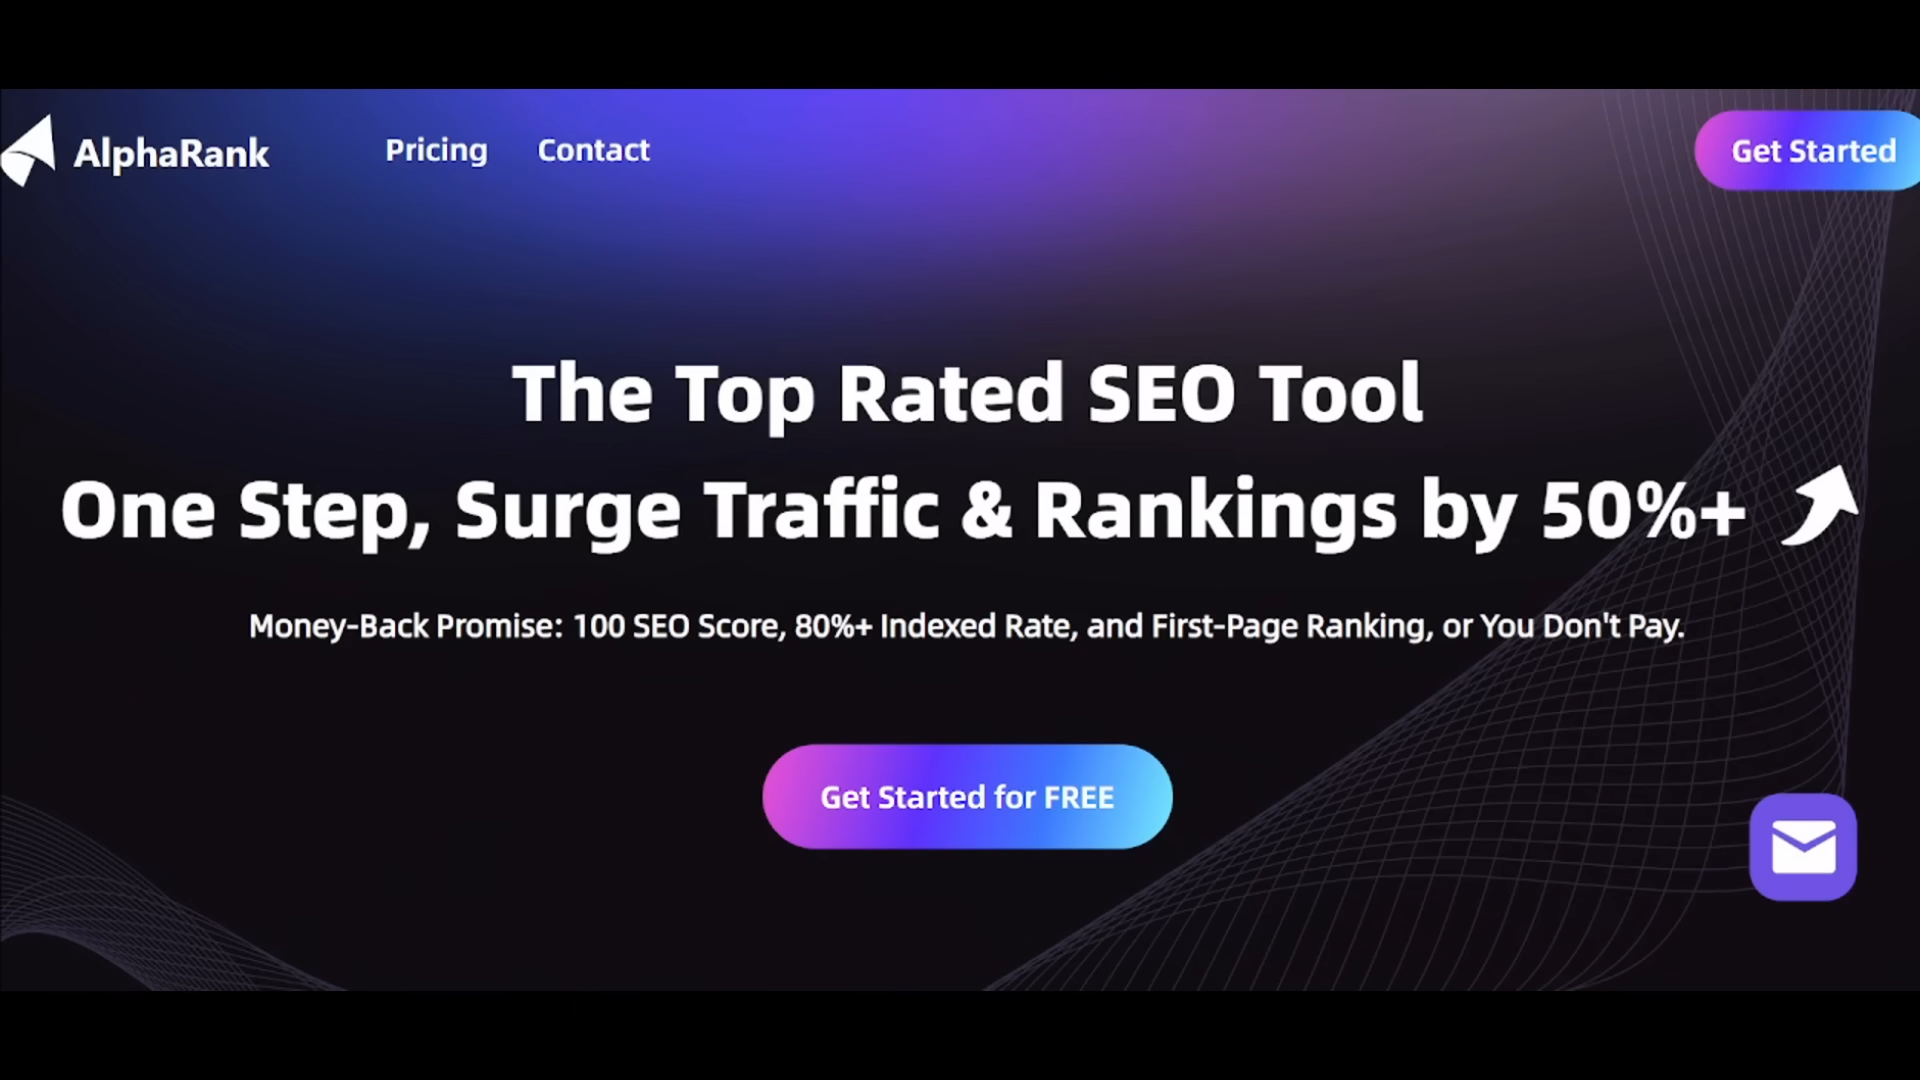 AlphaRank
Pricing
Contact
Get Started
The Top Rated SEO Tool
One Step, Surge Traffic & Rankings by 50%+
Money-Back Promise: 100 SEO Score, 80%+ Indexed Rate, and First-Page Ranking, or You Don't Pay.
Get Started for FREE